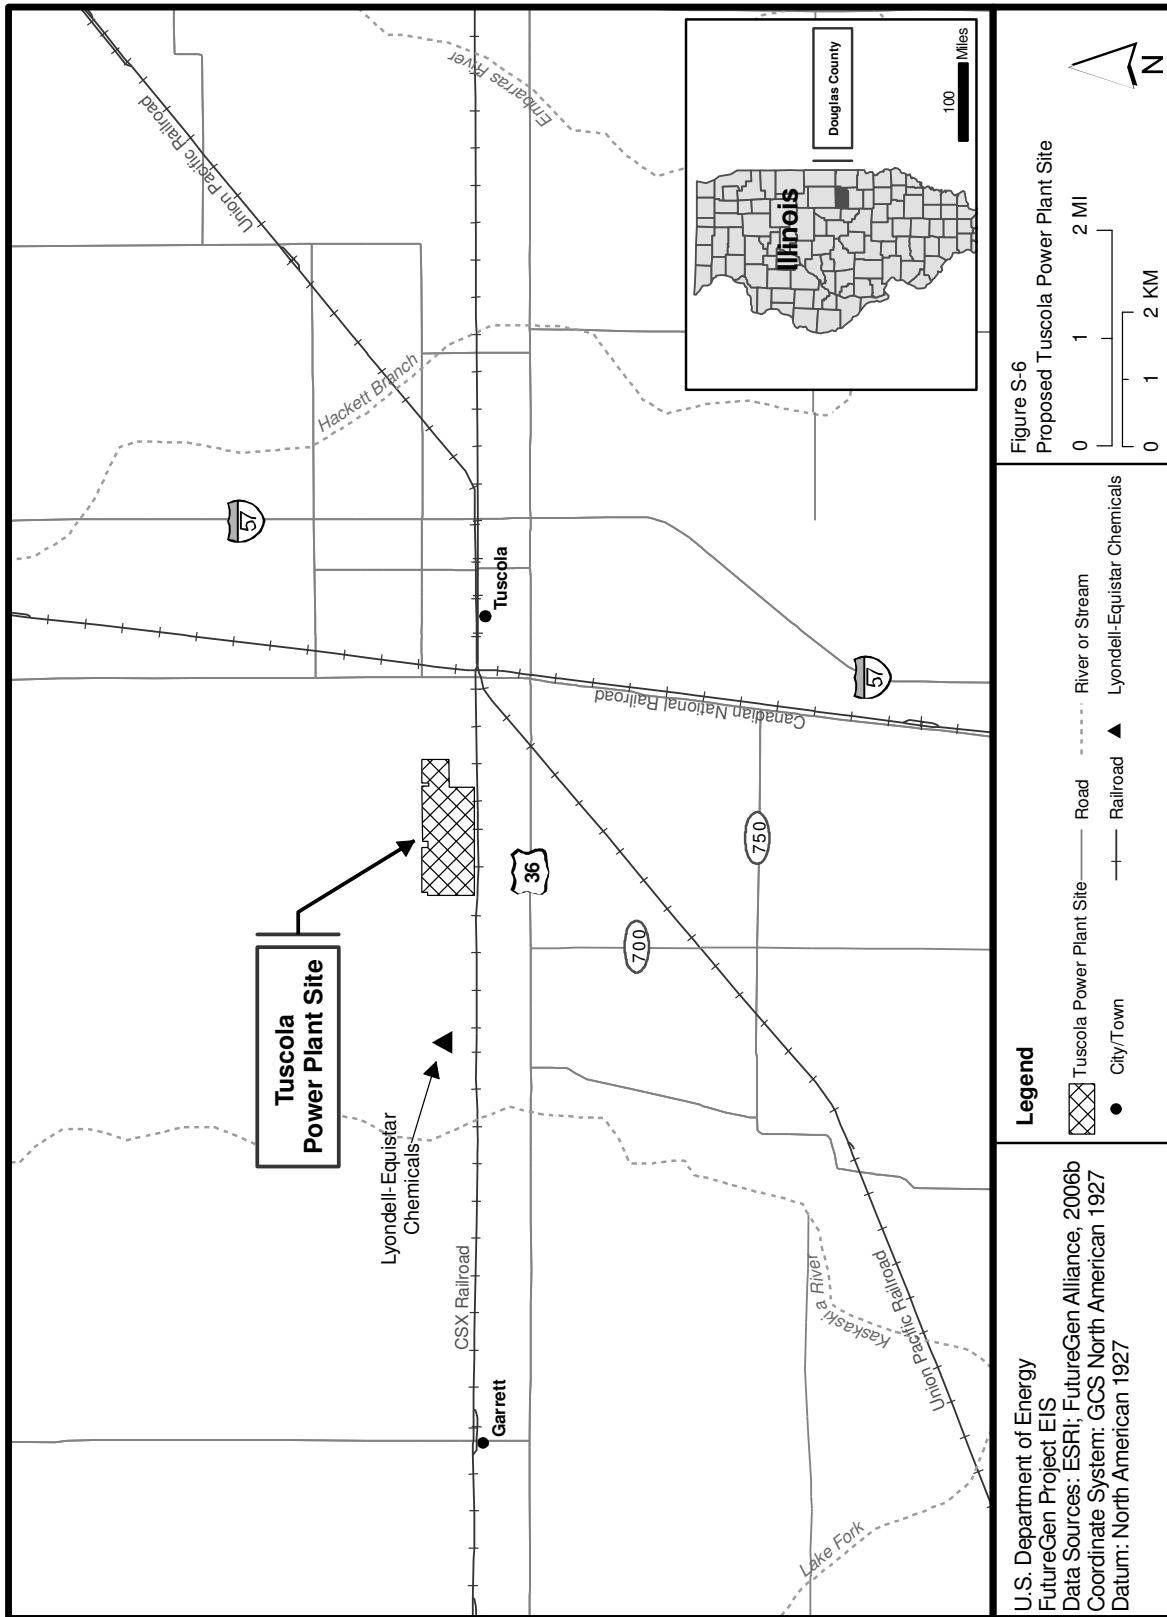 Union Pacific Railroad
Embarras River
Hackett Branch
57
Tuscola
Canadian National Railroad
57
Tuscola
Power Plant Site
36
700
750
Lyondell-Equistar
Chemicals
CSX Railroad
Garrett
Kaskaskia River
Union Pacific Railroad
Lake Fork
Illinois
Douglas County
100
Miles
U.S. Department of Energy
FutureGen Project EIS
Data Sources: ESRI; FutureGen Alliance, 2006b
Coordinate System: GCS North American 1927
Datum: North American 1927
Legend
Tuscola Power Plant Site
Road
River or Stream
City/Town
Railroad
Lyondell-Equistar Chemicals
Figure S-6
Proposed Tuscola Power Plant Site
0 1 2 MI
0 1 2 KM
N